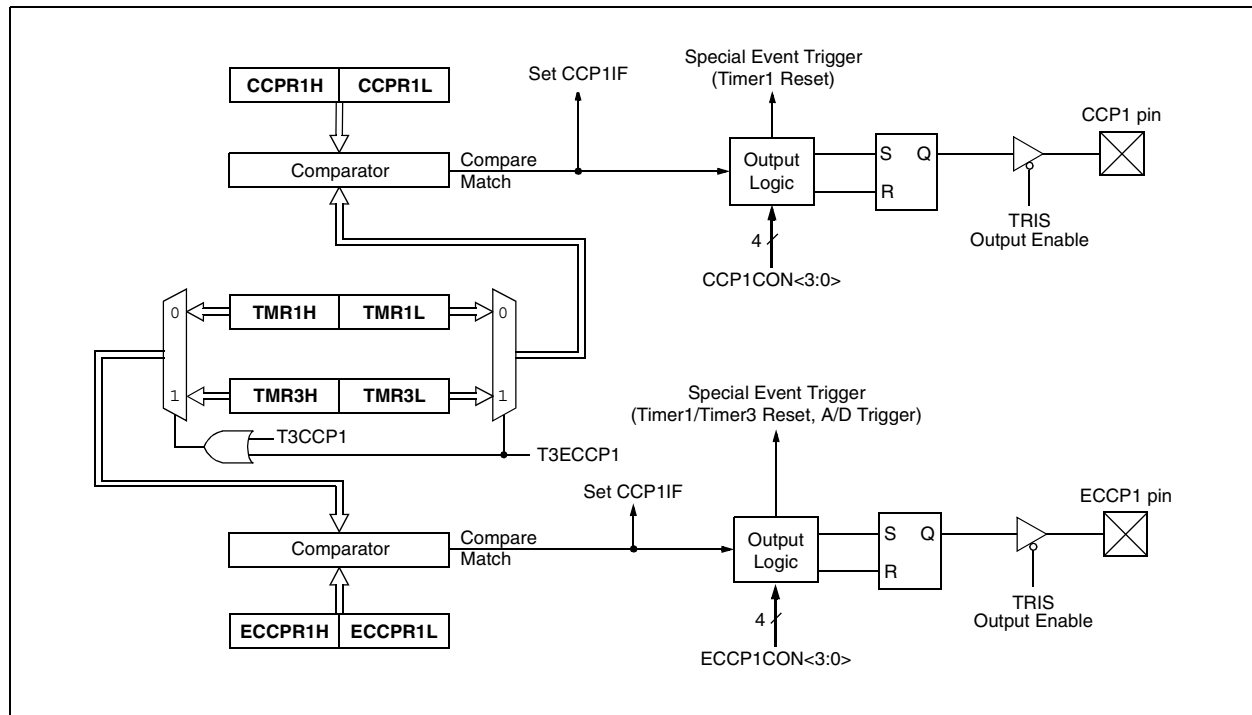 CCPR1H CCPR1L
Comparator
Compare
Match
Set CCP1IF
Special Event Trigger
(Timer1 Reset)
Output
Logic
4
CCP1CON<3:0>
S Q
R
TRIS
Output Enable
CCP1 pin
0 TMR1H TMR1L 0
1 TMR3H TMR3L 1
T3CCP1
T3ECCP1
Comparator
Compare
Match
ECCPR1H ECCPR1L
Set CCP1IF
Special Event Trigger
(Timer1/Timer3 Reset, A/D Trigger)
Output
Logic
4
ECCP1CON<3:0>
S Q
R
TRIS
Output Enable
ECCP1 pin